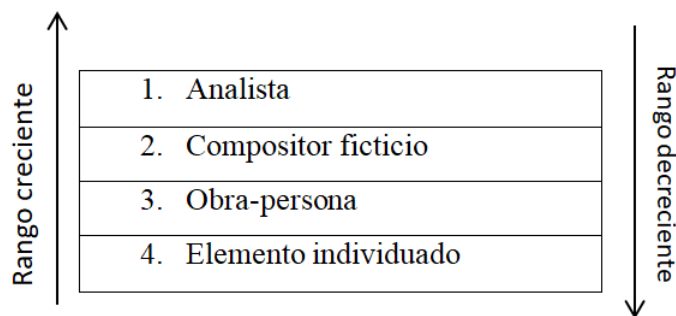 Rango creciente
1. Analista
2. Compositor ficticio
3. Obra-persona
4. Elemento individuado
Rango decreciente